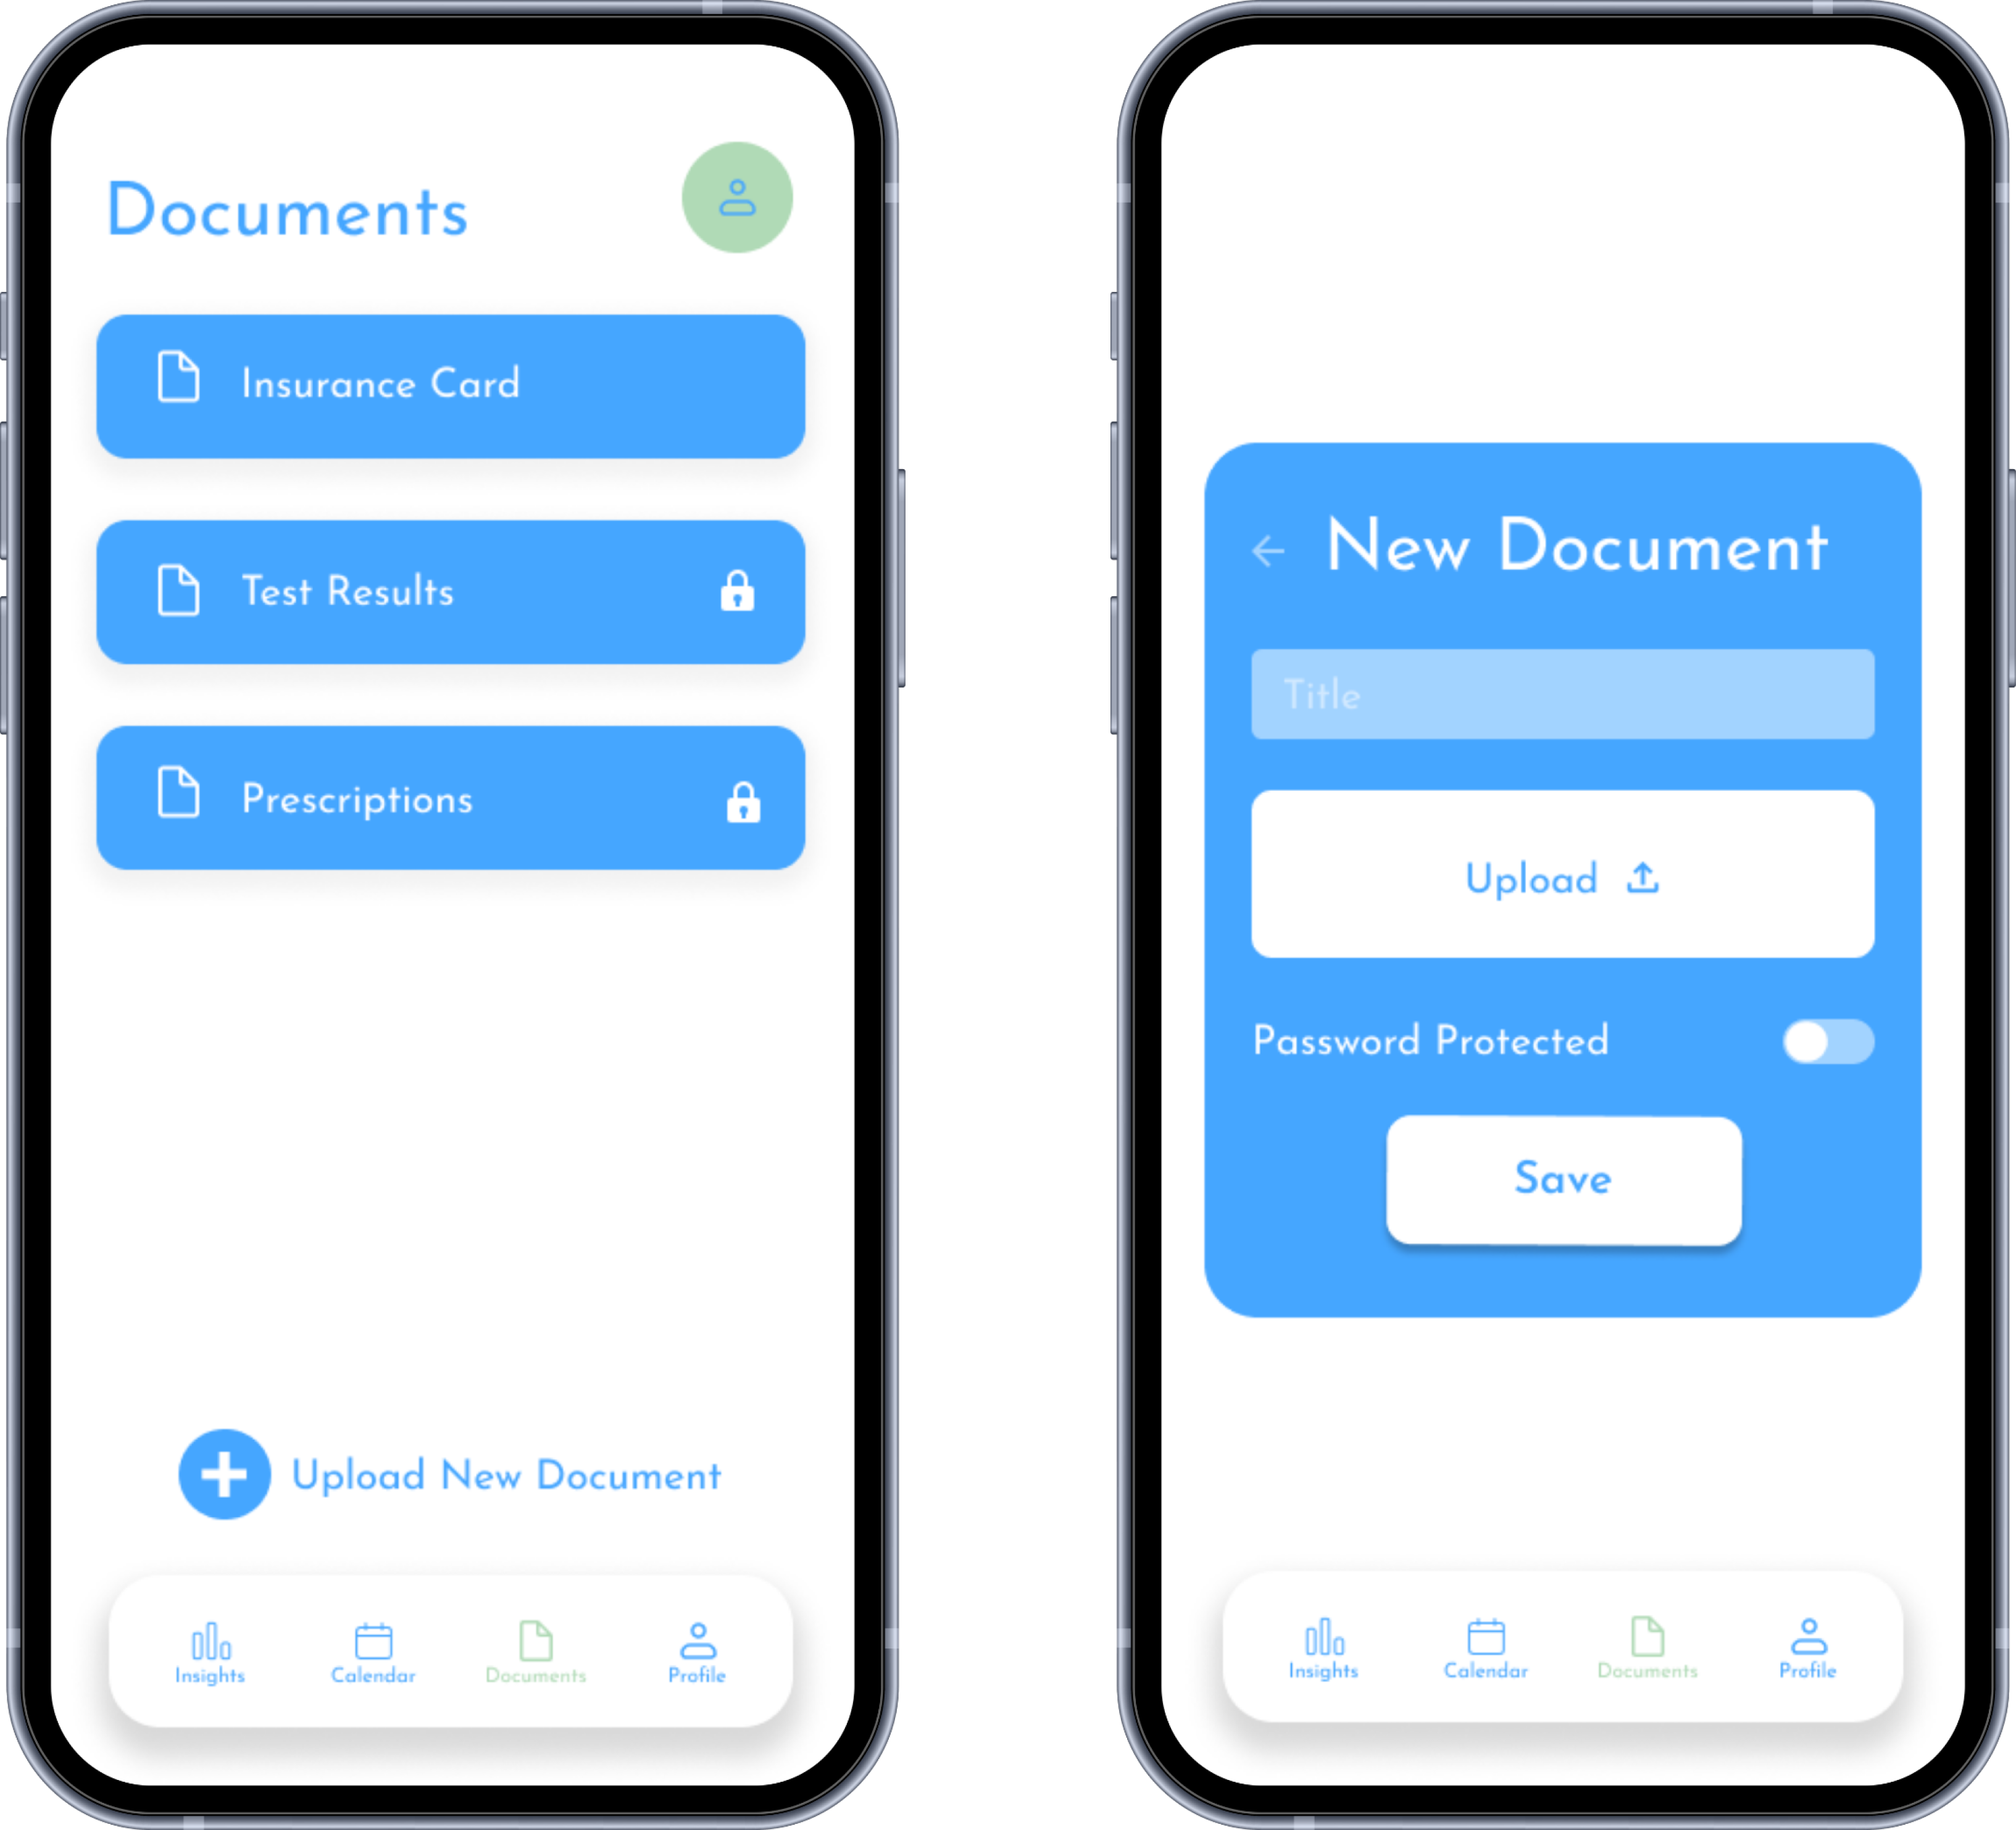 Documents
Insurance Card
Test Results
Prescriptions
Upload New Document
Insights Calendar Documents Profile
New Document
Title
Upload
Password Protected
Save
Insights Calendar Documents Profile